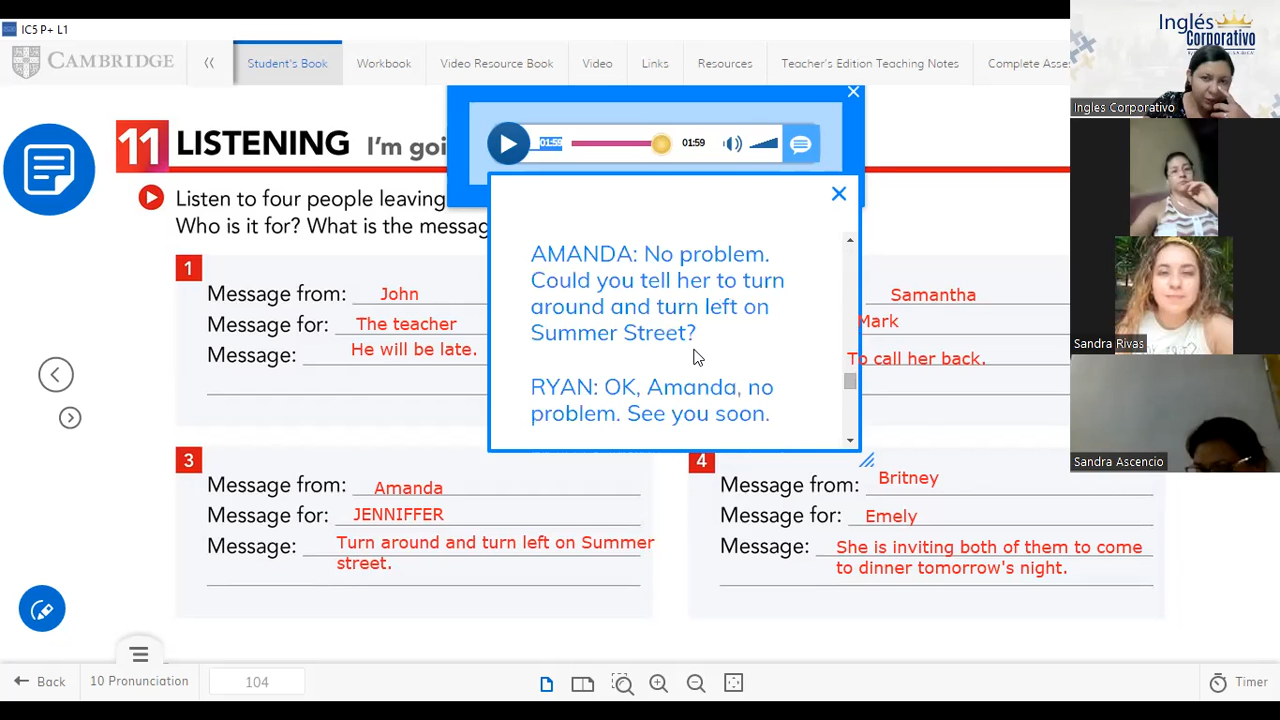 IC5 P+ L1
CAMBRIDGE
Student's Book
Workbook
Video Resource Book
Video
Links
Resources
Teacher's Edition Teaching Notes
Complete Asse
Inglés
Corporativo
Ingles Corporativo
11 LISTENING I'm goi
01:59
01:59
Listen to four people leaving
Who is it for? What is the messag
AMANDA: No problem.
Could you tell her to turn
around and turn left on
Summer Street?
RYAN: OK, Amanda, no
problem. See you soon.
1
Message from: John
Message for: The teacher
Message: He will be late.
Samantha
Mark
To call her back.
Sandra Rivas
3
Message from: Amanda
Message for: JENNIFFER
Message: Turn around and turn left on Summer
street.
4
Message from: Britney
Message for: Emely
Message: She is inviting both of them to come
to dinner tomorrow's night.
Sandra Ascencio
Back
10 Pronunciation
104
Timer